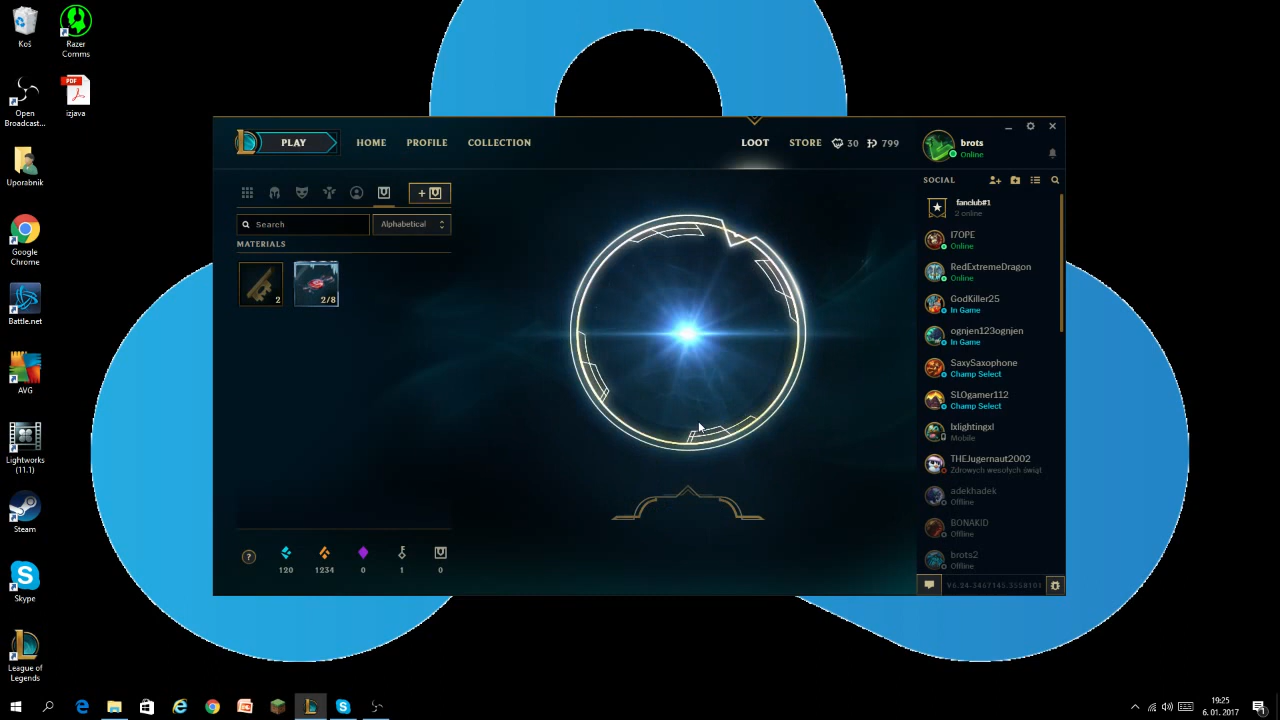 Koš
Razer
Comms
Open
Broadcast...
PDF
izjava
Uporabnik
Google
Chrome
Battle.net
AVG
Lightworks
(11.1)
Steam
Skype
League of
Legends
PLAY
HOME
PROFILE
COLLECTION
LOOT
STORE
30
799
brots
Online
+
Search
Alphabetical
MATERIALS
2
2/8
?
120
1234
0
1
0
SOCIAL
fanclub#1
2 online
I7OPE
Online
RedExtremeDragon
Online
GodKiller25
In Game
ognjen123ognjen
In Game
SaxySaxophone
Champ Select
SLOgamer112
Champ Select
lxlightingxl
Mobile
THEJugernaut2002
Zdrowych wesołych świąt
adekhadek
Offline
BONAKID
Offline
brots2
Offline
19:25
6. 01. 2017